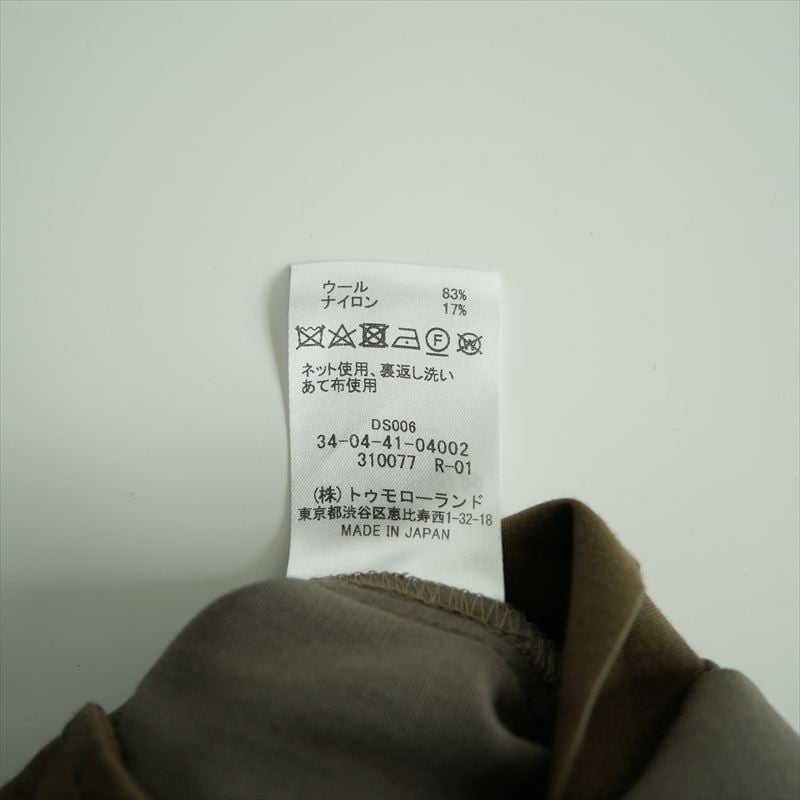 ウール 83%
ナイロン 17%
F W
ネット使用、裏返し洗い
あて布使用
DS006
34-04-41-04002
310077 R-01
(株)トゥモローランド
東京都渋谷区恵比寿西1-32-18
MADE IN JAPAN